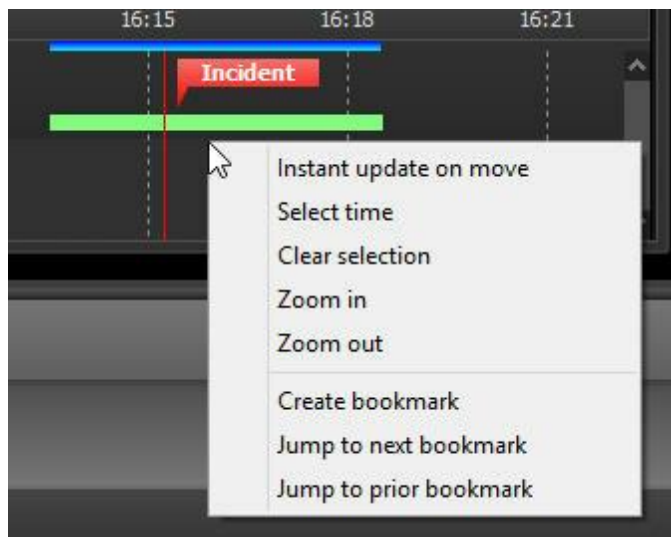 16:15 16:18 16:21
Incident
Instant update on move
Select time
Clear selection
Zoom in
Zoom out
Create bookmark
Jump to next bookmark
Jump to prior bookmark